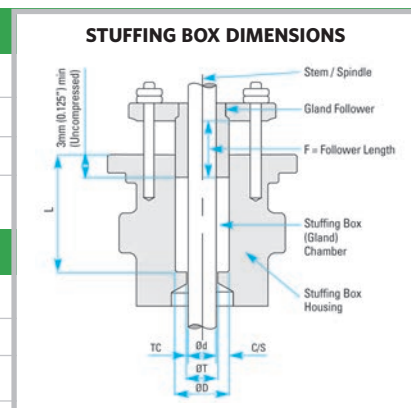 STUFFING BOX DIMENSIONS
3mm (0.125") min
(Uncompressed)
Stem / Spindle
Gland Follower
F = Follower Length
L
Stuffing Box
(Gland)
Chamber
Stuffing Box
Housing
TC
Ød
C/S
ØT
ØD